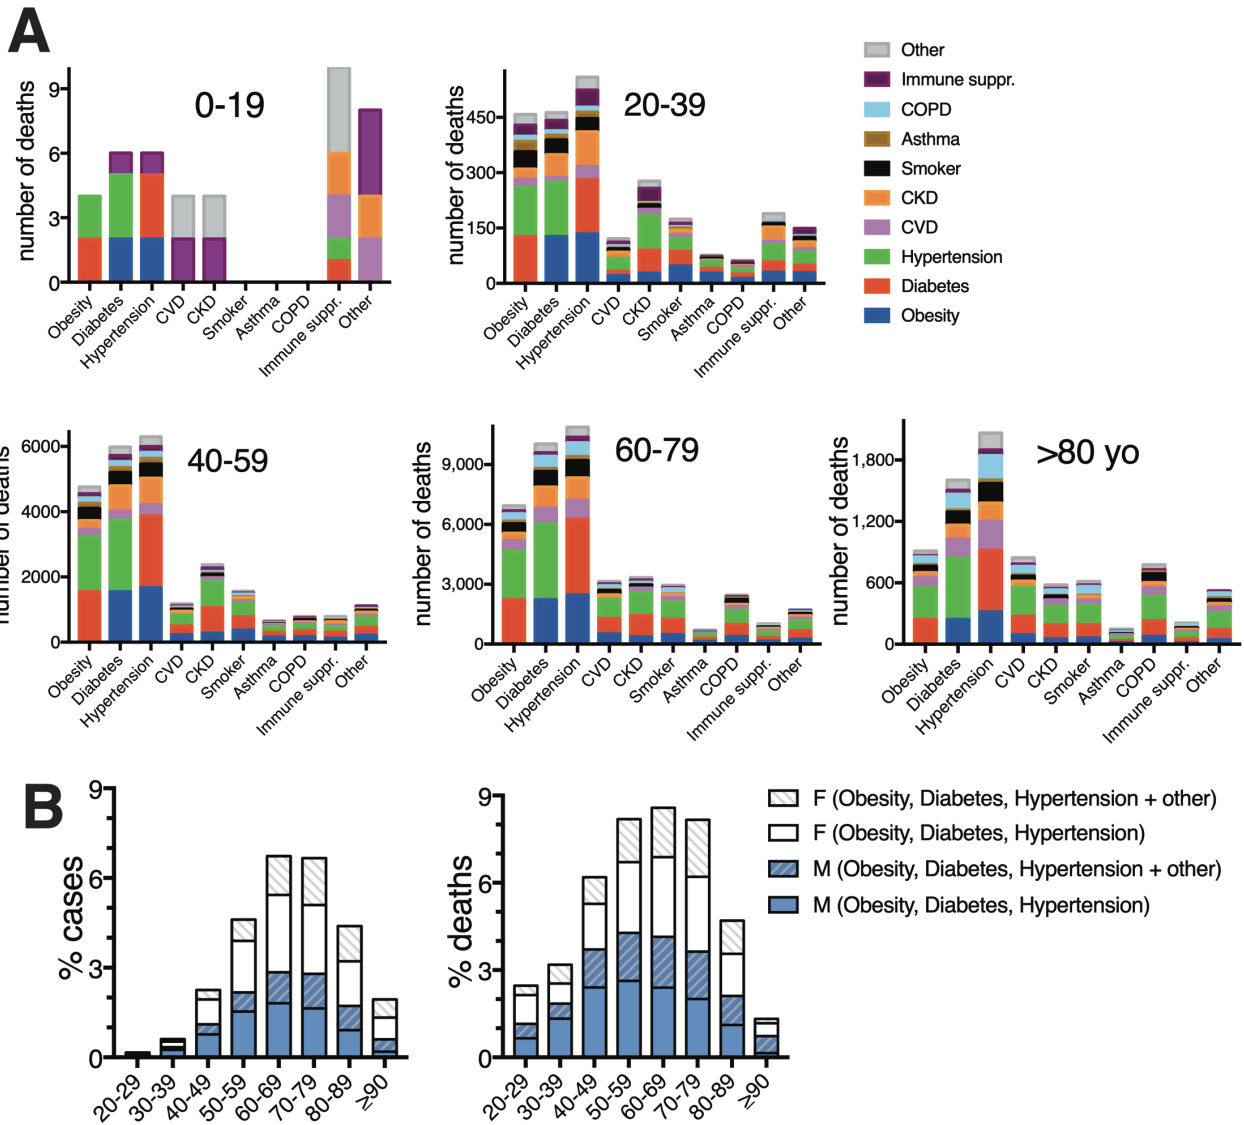 A
number of deaths
9
6
3
0
0-19
Obesity
Diabetes
Hypertension
CVD
CKD
Smoker
Asthma
COPD
Immune suppr.
Other
number of deaths
450
300
150
0
20-39
Obesity
Diabetes
Hypertension
CVD
CKD
Smoker
Asthma
COPD
Immune suppr.
Other
Other
Immune suppr.
COPD
Asthma
Smoker
CKD
CVD
Hypertension
Diabetes
Obesity
number of deaths
6000
4000
2000
0
40-59
Obesity
Diabetes
Hypertension
CVD
CKD
Smoker
Asthma
COPD
Immune suppr.
Other
number of deaths
9,000
6,000
3,000
0
60-79
Obesity
Diabetes
Hypertension
CVD
CKD
Smoker
Asthma
COPD
Immune suppr.
Other
number of deaths
1,800
1,200
600
0
>80 yo
Obesity
Diabetes
Hypertension
CVD
CKD
Smoker
Asthma
COPD
Immune suppr.
Other
B
% cases
9
6
3
0
20-29
30-39
40-49
50-59
60-69
70-79
80-89
≥90
% deaths
9
6
3
0
20-29
30-39
40-49
50-59
60-69
70-79
80-89
≥90
F (Obesity, Diabetes, Hypertension + other)
F (Obesity, Diabetes, Hypertension)
M (Obesity, Diabetes, Hypertension + other)
M (Obesity, Diabetes, Hypertension)